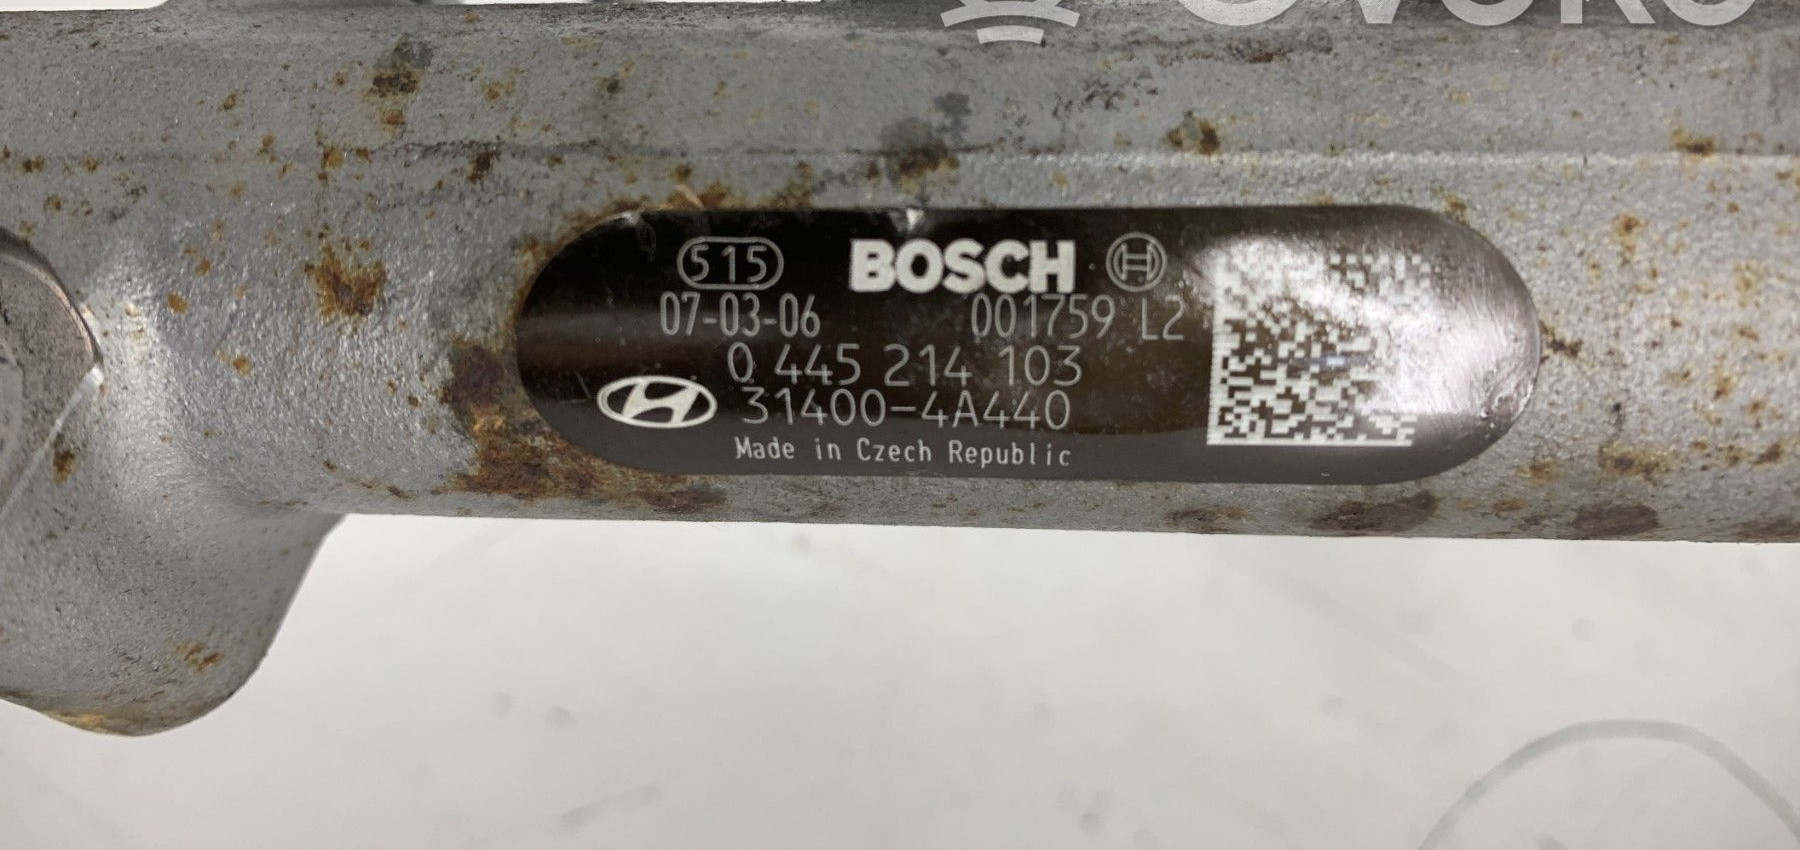 515 BOSCH
07-03-06 001759 L2
0 445 214 103
31400-4A440
Made in Czech Republic